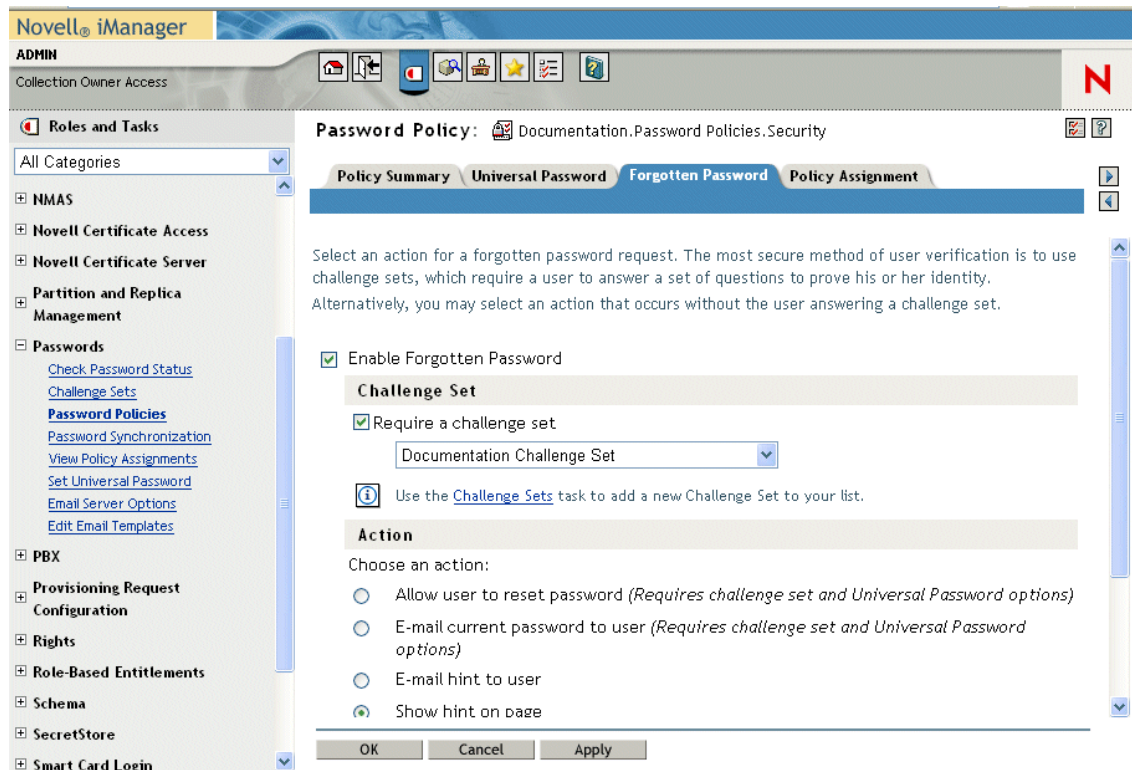 Novell® iManager
ADMIN
Collection Owner Access
N
Roles and Tasks
All Categories
NMAS
Novell Certificate Access
Novell Certificate Server
Partition and Replica
Management
Passwords
Check Password Status
Challenge Sets
Password Policies
Password Synchronization
View Policy Assignments
Set Universal Password
Email Server Options
Edit Email Templates
PBX
Provisioning Request
Configuration
Rights
Role-Based Entitlements
Schema
SecretStore
Smart Card Login
Password Policy: Documentation.Password Policies.Security
Policy Summary Universal Password Forgotten Password Policy Assignment
Select an action for a forgotten password request. The most secure method of user verification is to use
challenge sets, which require a user to answer a set of questions to prove his or her identity.
Alternatively, you may select an action that occurs without the user answering a challenge set.
Enable Forgotten Password
Challenge Set
Require a challenge set
Documentation Challenge Set
Use the Challenge Sets task to add a new Challenge Set to your list.
Action
Choose an action:
Allow user to reset password (Requires challenge set and Universal Password options)
E-mail current password to user (Requires challenge set and Universal Password
options)
E-mail hint to user
Show hint on page
OK Cancel Apply